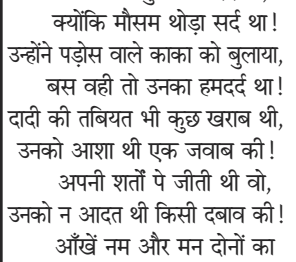 क्योंकि मौसम थोड़ा सर्द था!
उन्होंने पड़ोस वाले काका को बुलाया,
बस वही तो उनका हमदर्द था!
दादी की तबियत भी कुछ खराब थी,
उनको आशा थी एक जवाब की!
अपनी शर्तों पे जीती थी वो,
उनको न आदत थी किसी दबाव की!
आँखें नम और मन दोनों का